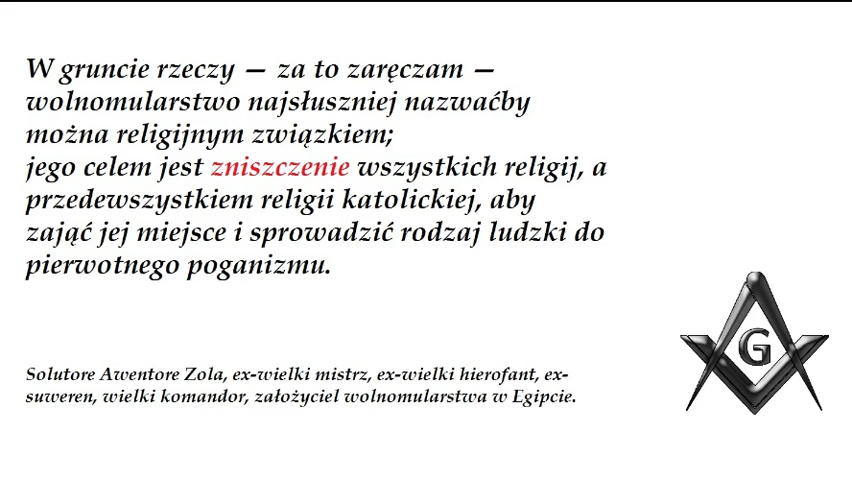 W gruncie rzeczy — za to zaręczam —
wolnomularstwo najsłuszniej nazwaćby
można religijnym związkiem;
jego celem jest zniszczenie wszystkich religij, a
przedewszystkiem religii katolickiej, aby
zająć jej miejsce i sprowadzić rodzaj ludzki do
pierwotnego poganizmu.
Solutore Awentore Zola, ex-wielki mistrz, ex-wielki hierofant, ex-
suweren, wielki komandor, założyciel wolnomularstwa w Egipcie.
G